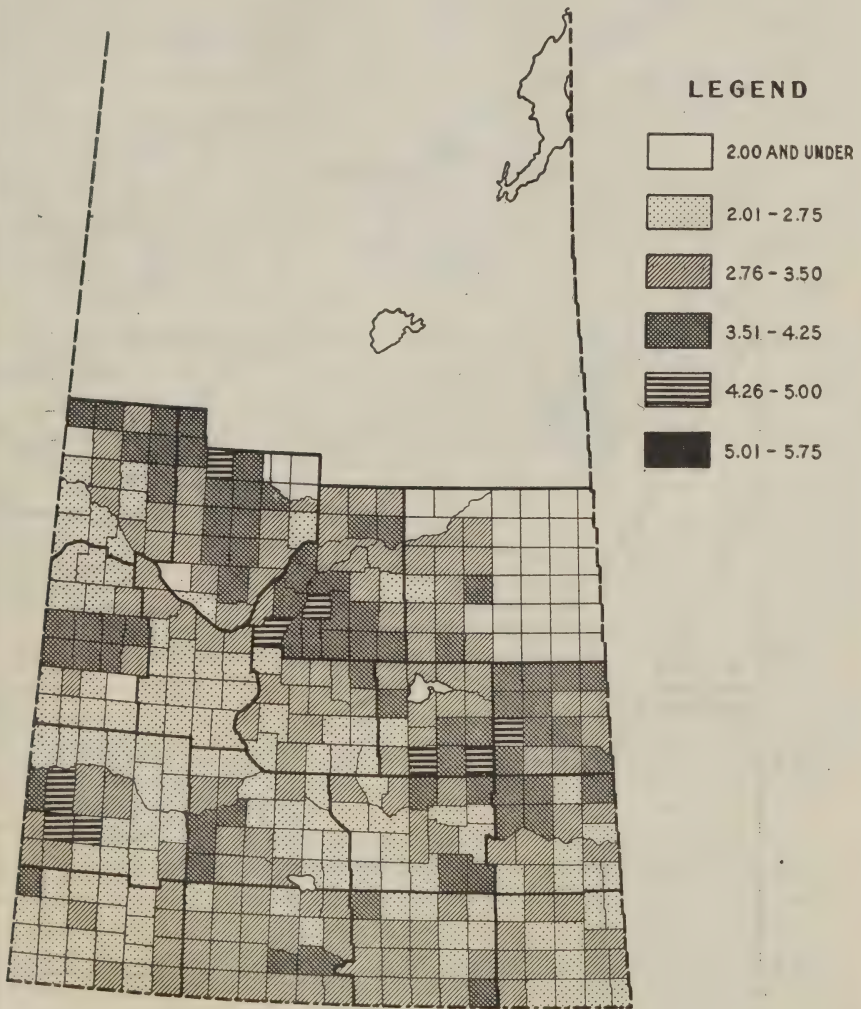 LEGEND
2.00 AND UNDER
2.01 - 2.75
2.76 - 3.50
3.51 - 4.25
4.26 - 5.00
5.01 - 5.75